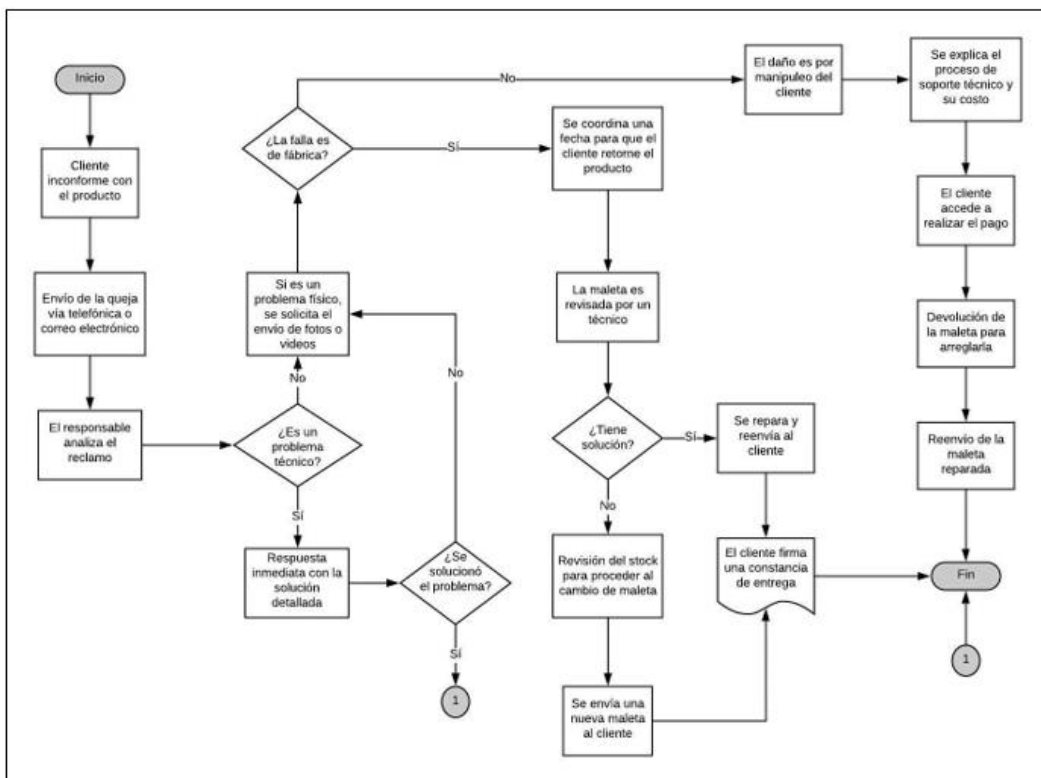 Inicio
Cliente
inconforme con
el producto
Envío de la queja
vía telefónica o
correo electrónico
El responsable
analiza el
reclamo
¿Es un
problema
técnico?
No
Sí
Si es un
problema físico,
se solicita el
envío de fotos o
videos
Respuesta
inmediata con la
solución
detallada
¿Se
solucionó
el problema?
No
Sí
1
¿La falla es
de fábrica?
No
Sí
Se coordina una
fecha para que el
cliente retorne el
producto
La maleta es
revisada por un
técnico
¿Tiene
solución?
Sí
No
Se repara y
reenvía al
cliente
Revisión del stock
para proceder al
cambio de maleta
Se envía una
nueva maleta
al cliente
El cliente firma
una constancia
de entrega
El daño es por
manipuleo del
cliente
Se explica el
proceso de
soporte técnico y
su costo
El cliente
accede a
realizar el pago
Devolución de
la maleta para
arreglarla
Reenvío de la
maleta
reparada
Fin
1